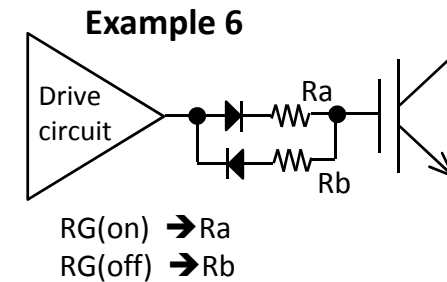 Example 6
Drive
circuit
Ra
Rb
RG(on) ➔Ra
RG(off) ➔Rb